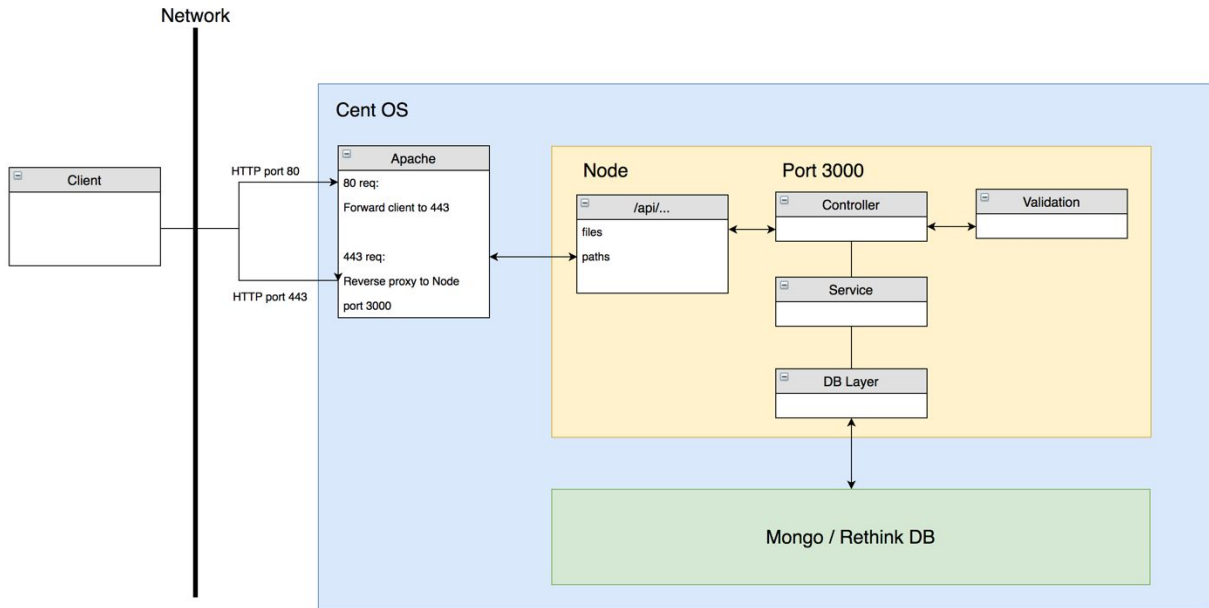 Network
Cent OS
Client
HTTP port 80
HTTP port 443
Apache
80 req:
Forward client to 443
443 req:
Reverse proxy to Node
port 3000
Node
Port 3000
/api/...
files
paths
Controller
Validation
Service
DB Layer
Mongo / Rethink DB